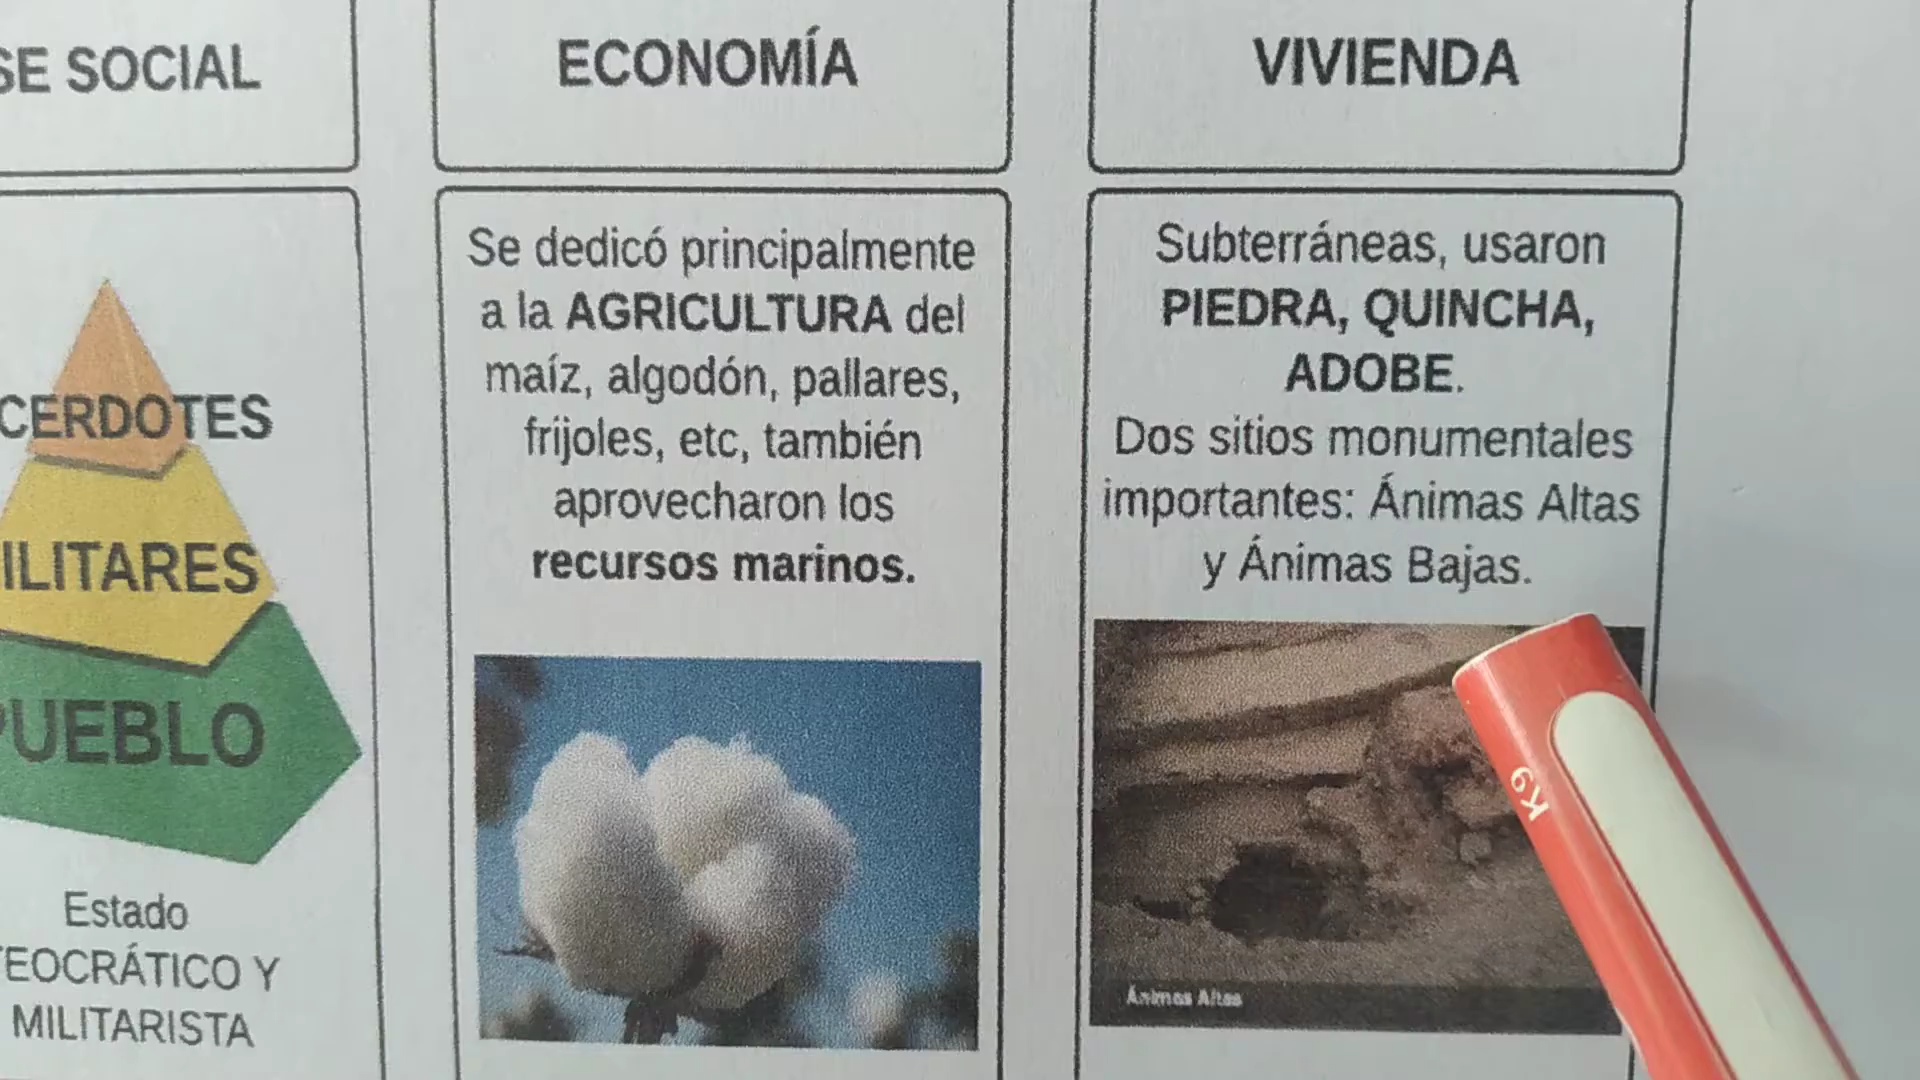 SE SOCIAL
CERDOTES
ILITARES
PUEBLO
Estado
TEOCRÁTICO Y
MILITARISTA
ECONOMÍA
Se dedicó principalmente
a la AGRICULTURA del
maíz, algodón, pallares,
frijoles, etc, también
aprovecharon los
recursos marinos.
VIVIENDA
Subterráneas, usaron
PIEDRA, QUINCHA,
ADOBE.
Dos sitios monumentales
importantes: Ánimas Altas
y Ánimas Bajas.
Ánimas Altas
K9